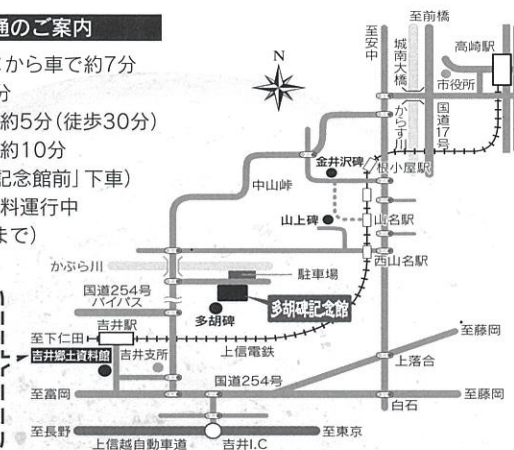 通のご案内
から車で約7分
分
約5分(徒歩30分)
約10分
記念館前」下車)
料運行中
まで)
N
至安中
城南大橋
至前橋
高崎駅
市役所
からす川
国道17号
金井沢碑
根小屋駅
中山峠
山上碑
山名駅
西山名駅
かぶら川
駐車場
国道254号
バイパス
多胡碑記念館
多胡碑
吉井駅
至下仁田
上信電鉄
至藤岡
吉井郷土資料館
吉井支所
上落合
国道254号
至富岡
至藤岡
白石
至長野
至東京
上信越自動車道
吉井I.C